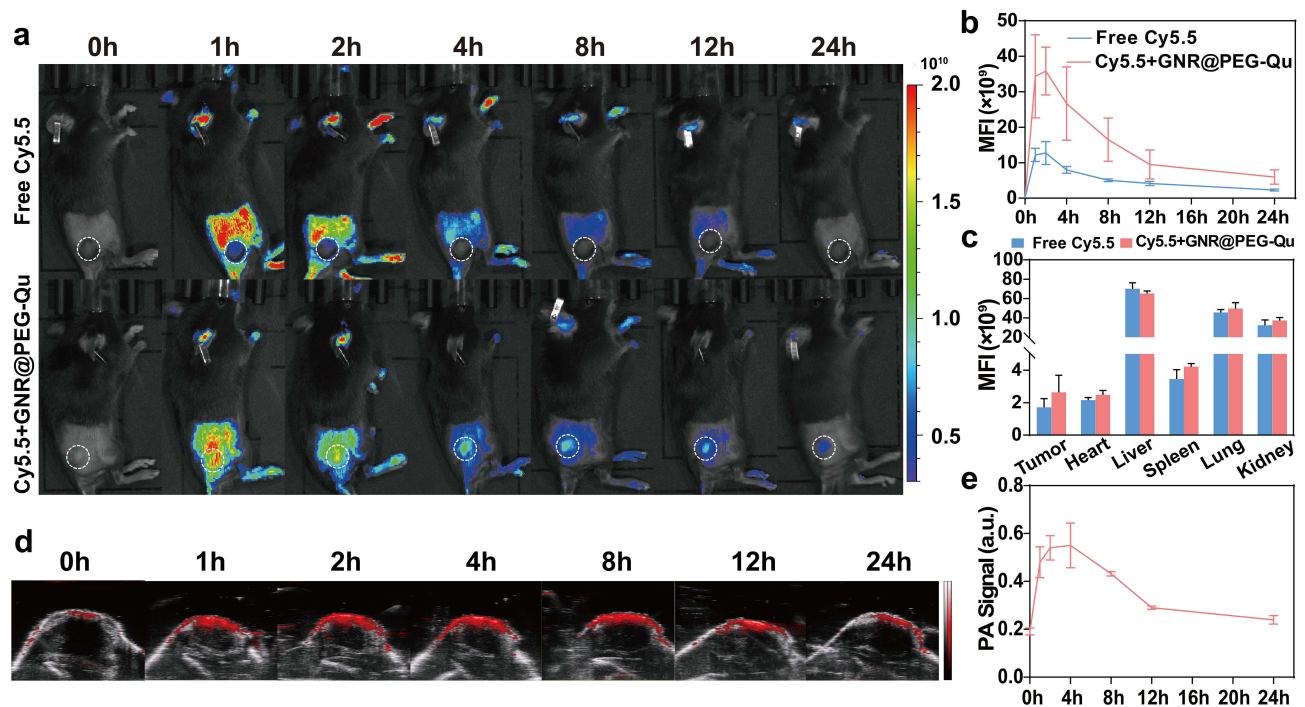 a
0h 1h 2h 4h 8h 12h 24h
Free Cy5.5
Cy5.5+GNR@PEG-Qu
10¹⁰
2.0
1.5
1.0
0.5
b
MFI (×10⁹)
50
40
30
20
10
0
Free Cy5.5
Cy5.5+GNR@PEG-Qu
0h 4h 8h 12h 16h 20h 24h
c
Free Cy5.5 Cy5.5+GNR@PEG-Qu
MFI (×10⁹)
100
80
60
40
20
4
2
0
Tumor Heart Liver Spleen Lung Kidney
d
0h 1h 2h 4h 8h 12h 24h
e
PA Signal (a.u.)
0.8
0.6
0.4
0.2
0.0
0h 4h 8h 12h 16h 20h 24h